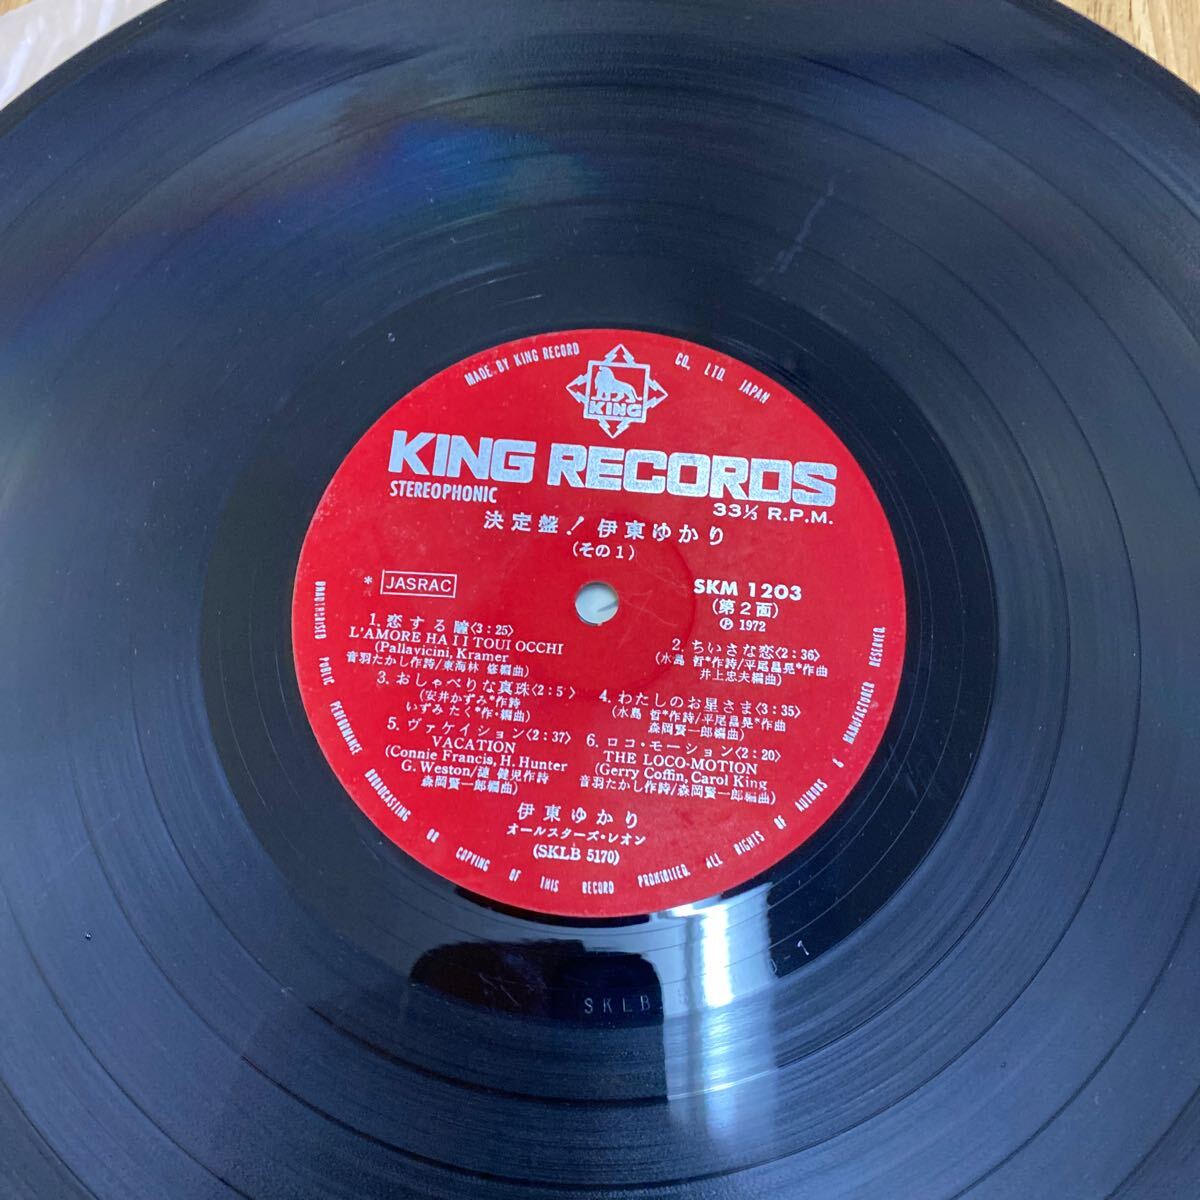 MADE BY KING RECORD CO., LTD. JAPAN
KING
KING RECORDS
STEREOPHONIC
33⅓ R.P.M.
決定盤！伊東ゆかり
(その1)
* JASRAC
SKM 1203
(第2面)
Ⓟ 1972
1. 恋する瞳〈3:25〉
L'AMORE HA I I TOUI OCCHI
(Pallavicini, Kramer
音羽たかし作詩/東海林 修編曲)
2. ちいさな恋〈2:36〉
(水島 哲*作詩/平尾昌晃*作曲
井上忠夫編曲)
3. おしゃべりな真珠〈2:5 〉
(安井かずみ*作詩
いずみたく*作・編曲)
4. わたしのお星さま〈3:35〉
(水島 哲*作詩/平尾昌晃*作曲
森岡賢一郎編曲)
5. ヴァケイション〈2:37〉
VACATION
(Connie Francis, H. Hunter
G. Weston/漣 健児作詩
森岡賢一郎編曲)
6. ロコ・モーション〈2:20〉
THE LOCO-MOTION
(Gerry Coffin, Carol King
音羽たかし作詩/森岡賢一郎編曲)
伊東ゆかり
オールスターズ・レオン
(SKLB 5170)
UNAUTHORISED PUBLIC PERFORMANCE BROADCASTING OR COPYING OF THIS RECORD PROHIBITED. ALL RIGHTS OF AUTHORS & MANUFACTURER RESERVED.
SKLB